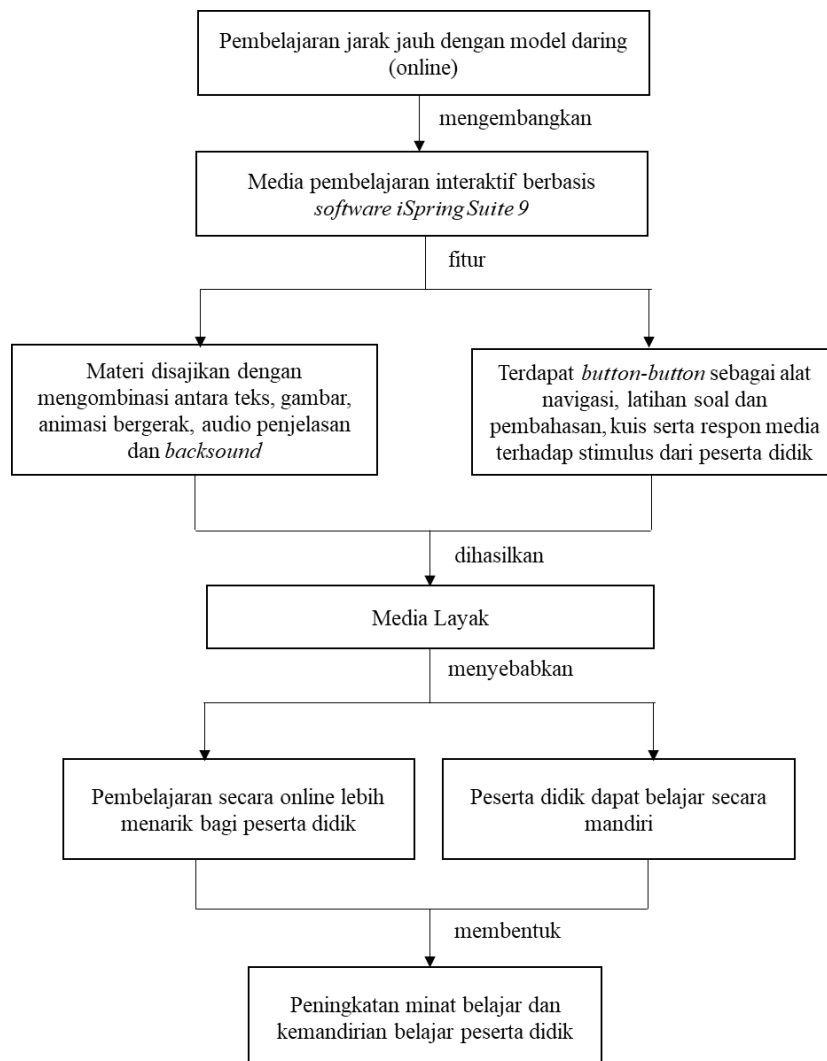 Pembelajaran jarak jauh dengan model daring
(online)
mengembangkan
Media pembelajaran interaktif berbasis
software iSpring Suite 9
fitur
Materi disajikan dengan
mengombinasi antara teks, gambar,
animasi bergerak, audio penjelasan
dan backsound
Terdapat button-button sebagai alat
navigasi, latihan soal dan
pembahasan, kuis serta respon media
terhadap stimulus dari peserta didik
dihasilkan
Media Layak
menyebabkan
Pembelajaran secara online lebih
menarik bagi peserta didik
Peserta didik dapat belajar secara
mandiri
membentuk
Peningkatan minat belajar dan
kemandirian belajar peserta didik